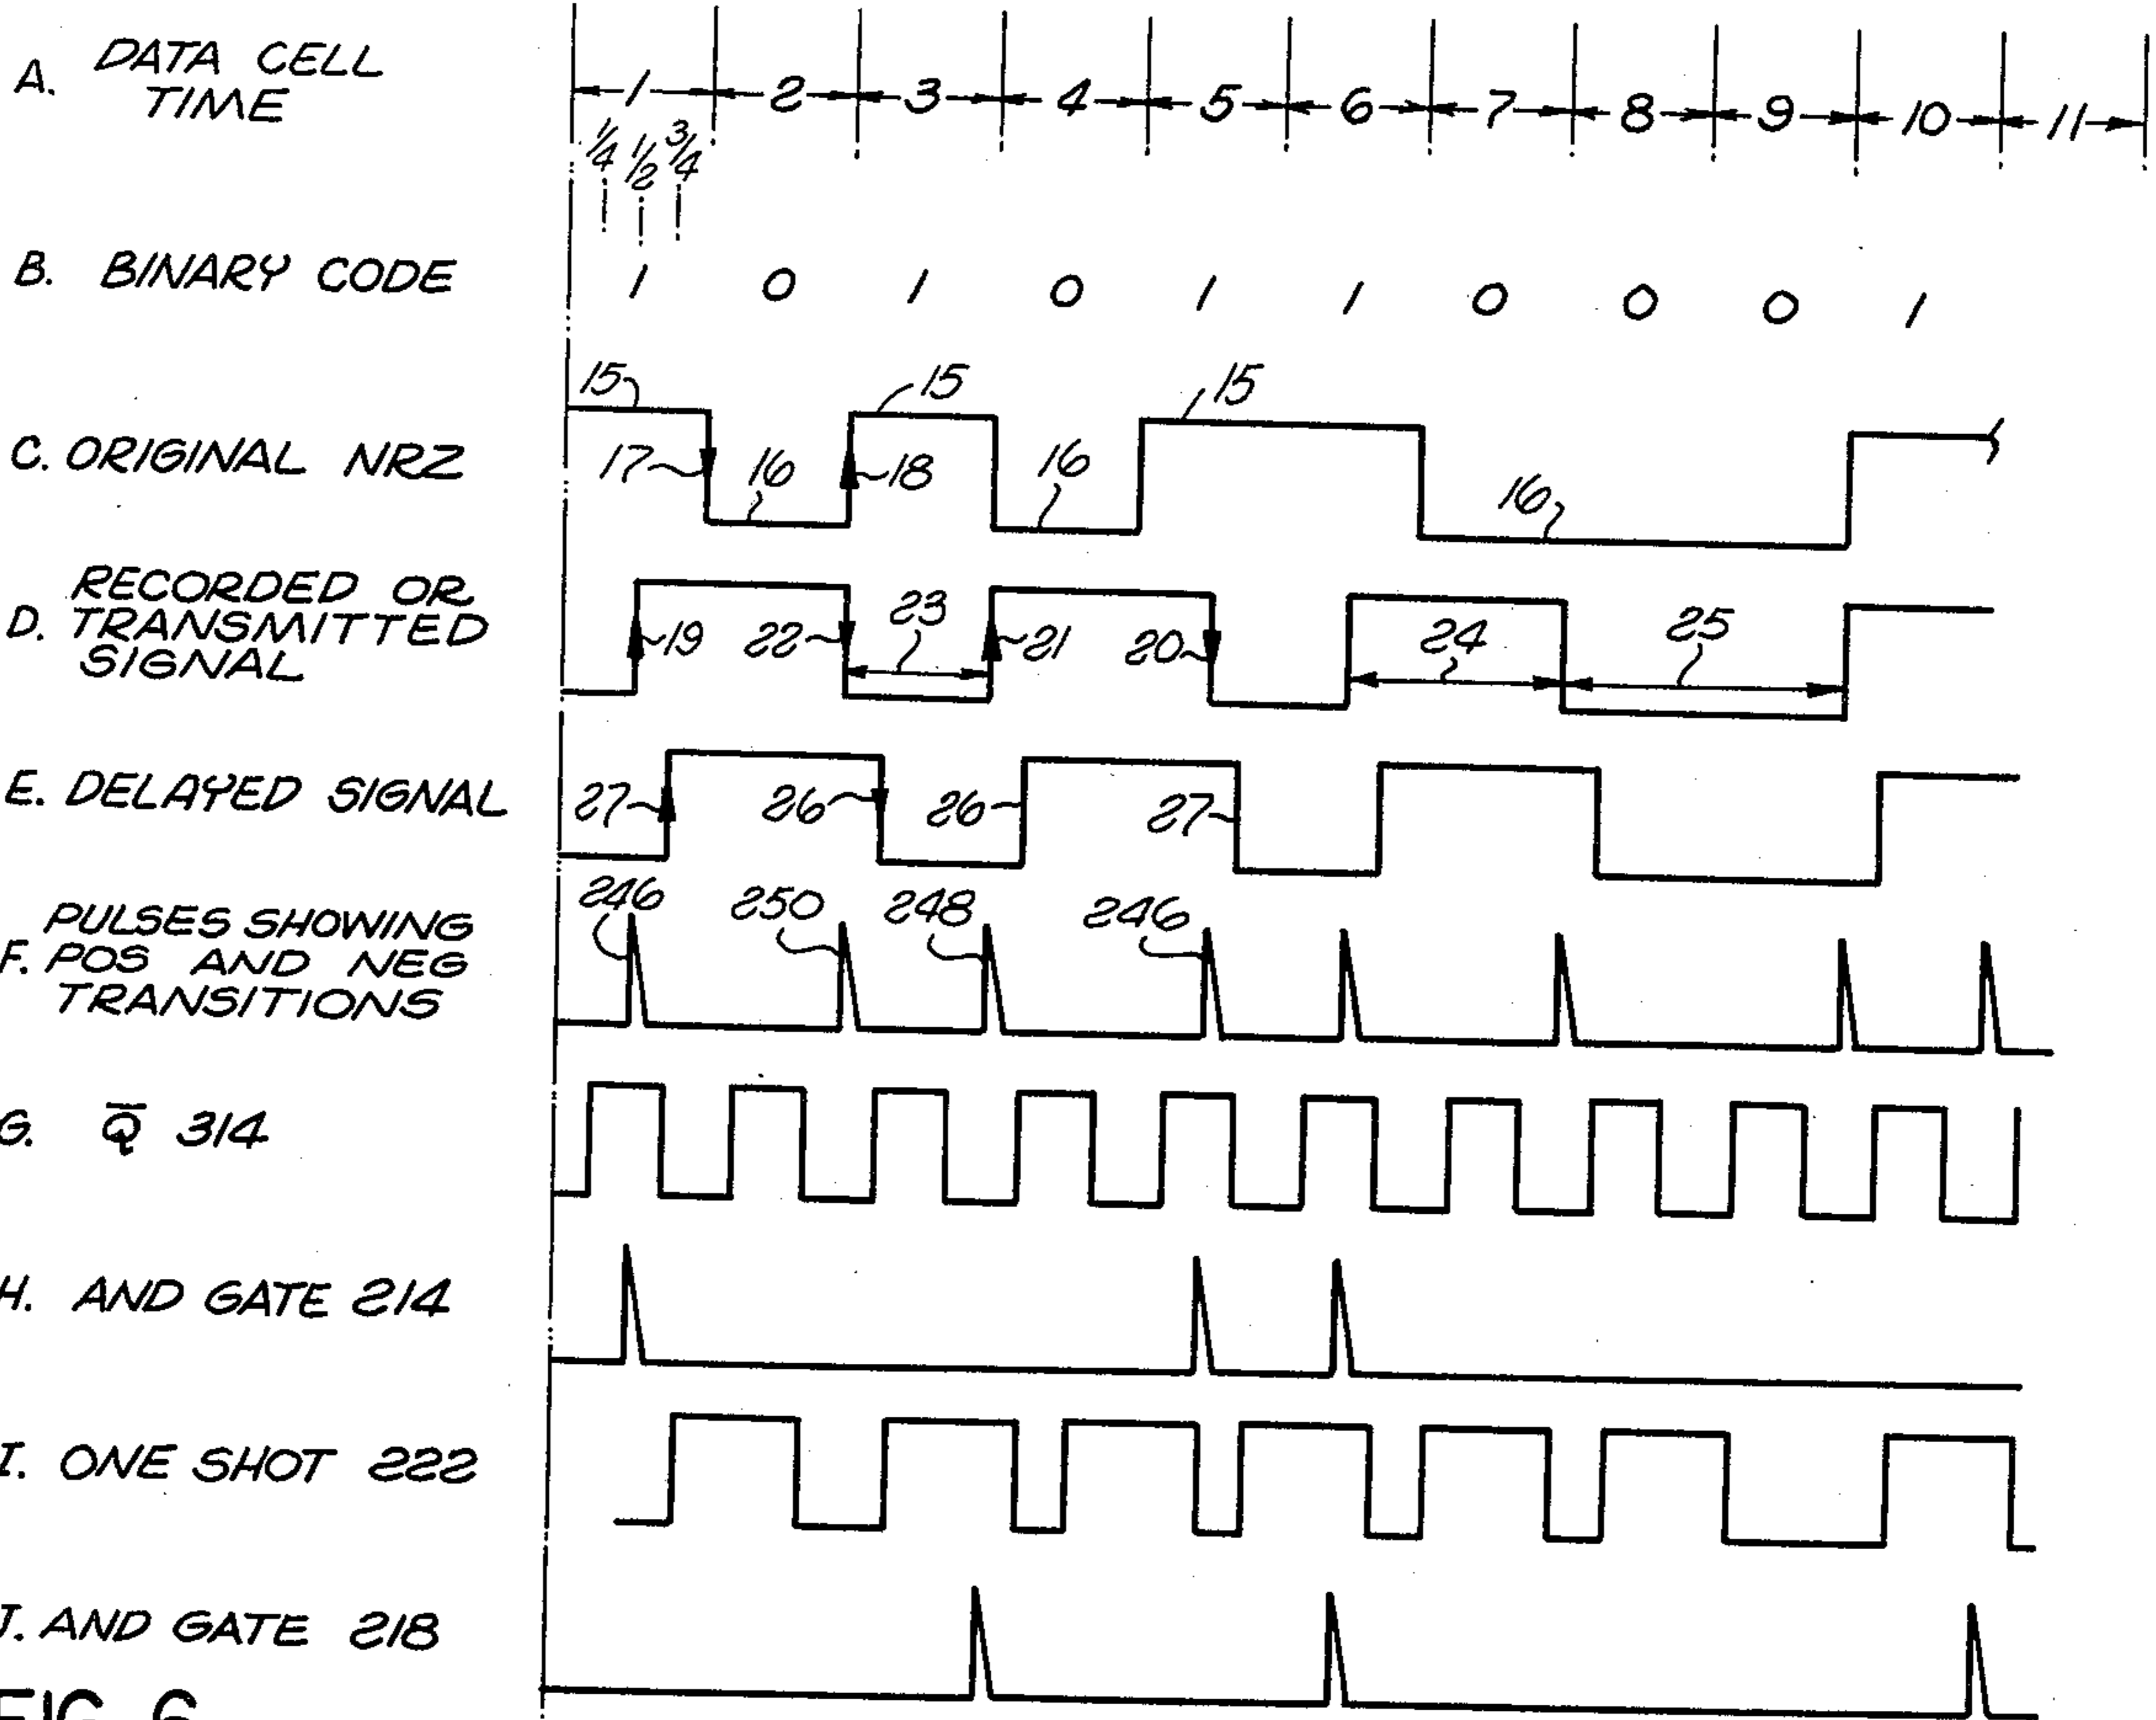 A. DATA CELL TIME
1 2 3 4 5 6 7 8 9 10 11
1/4 1/2 3/4
B. BINARY CODE 1 0 1 0 1 1 0 0 0 1
15 15 15
C. ORIGINAL NRZ 17 16 18 16 16
D. RECORDED OR TRANSMITTED SIGNAL
19 22 23 21 20 24 25
E. DELAYED SIGNAL 27 26 26 27
246 250 248 246
F. PULSES SHOWING POS AND NEG TRANSITIONS
G. Q̅ 314
H. AND GATE 214
I. ONE SHOT 222
J. AND GATE 218
FIG. 6